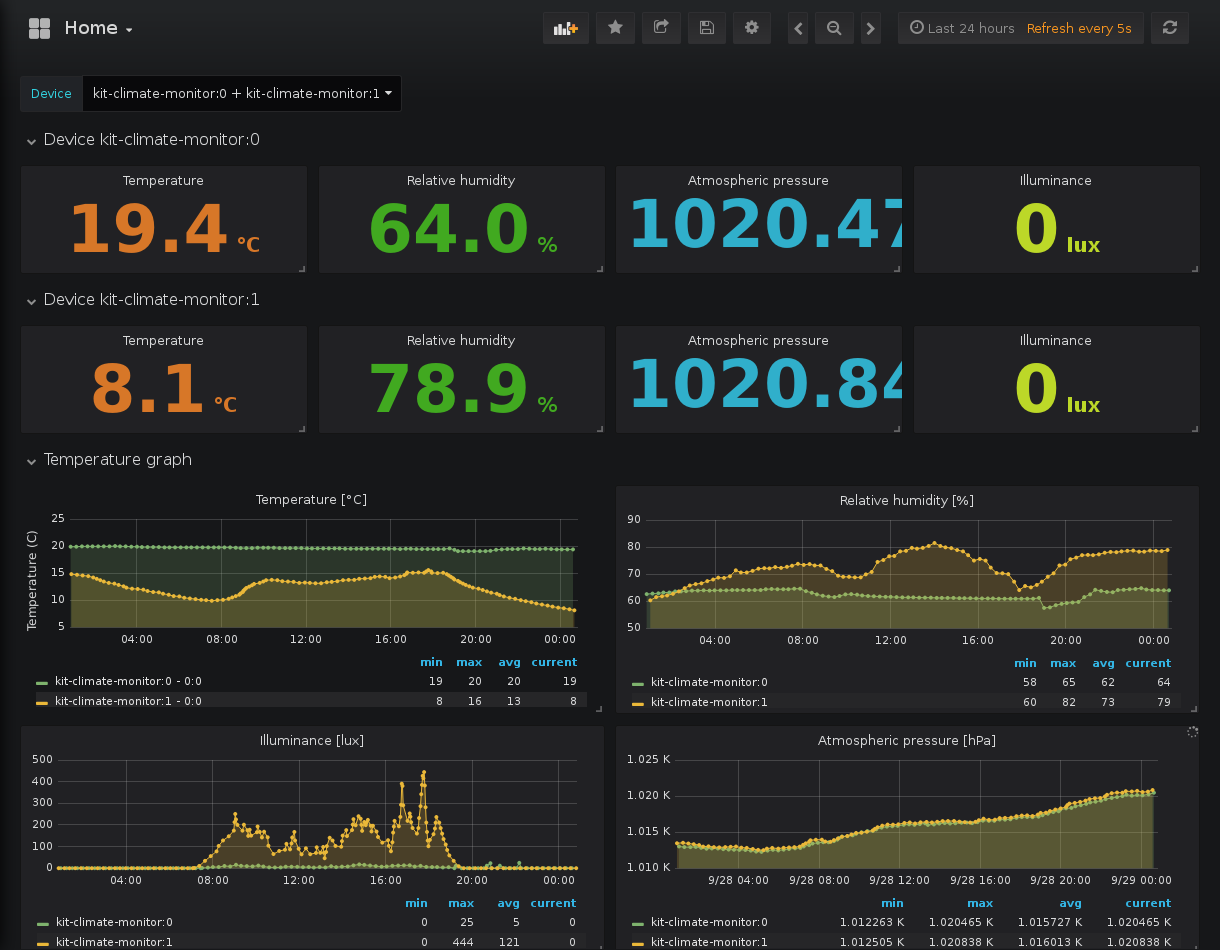 Home
Last 24 hours Refresh every 5s
Device kit-climate-monitor:0 + kit-climate-monitor:1
Device kit-climate-monitor:0
Temperature Relative humidity Atmospheric pressure Illuminance
19.4 °C 64.0 % 1020.47 0 lux
Device kit-climate-monitor:1
Temperature Relative humidity Atmospheric pressure Illuminance
8.1 °C 78.9 % 1020.84 0 lux
Temperature graph
Temperature [°C]
Temperature (C)
25
20
15
10
5
04:00 08:00 12:00 16:00 20:00 00:00
min max avg current
kit-climate-monitor:0 - 0:0 19 20 20 19
kit-climate-monitor:1 - 0:0 8 16 13 8
Relative humidity [%]
90
80
70
60
50
04:00 08:00 12:00 16:00 20:00 00:00
min max avg current
kit-climate-monitor:0 58 65 62 64
kit-climate-monitor:1 60 82 73 79
Illuminance [lux]
500
400
300
200
100
0
04:00 08:00 12:00 16:00 20:00 00:00
min max avg current
kit-climate-monitor:0 0 25 5 0
kit-climate-monitor:1 0 444 121 0
Atmospheric pressure [hPa]
1.025 K
1.020 K
1.015 K
1.010 K
9/28 04:00 9/28 08:00 9/28 12:00 9/28 16:00 9/28 20:00 9/29 00:00
min max avg current
kit-climate-monitor:0 1.012263 K 1.020465 K 1.015727 K 1.020465 K
kit-climate-monitor:1 1.012505 K 1.020838 K 1.016013 K 1.020838 K